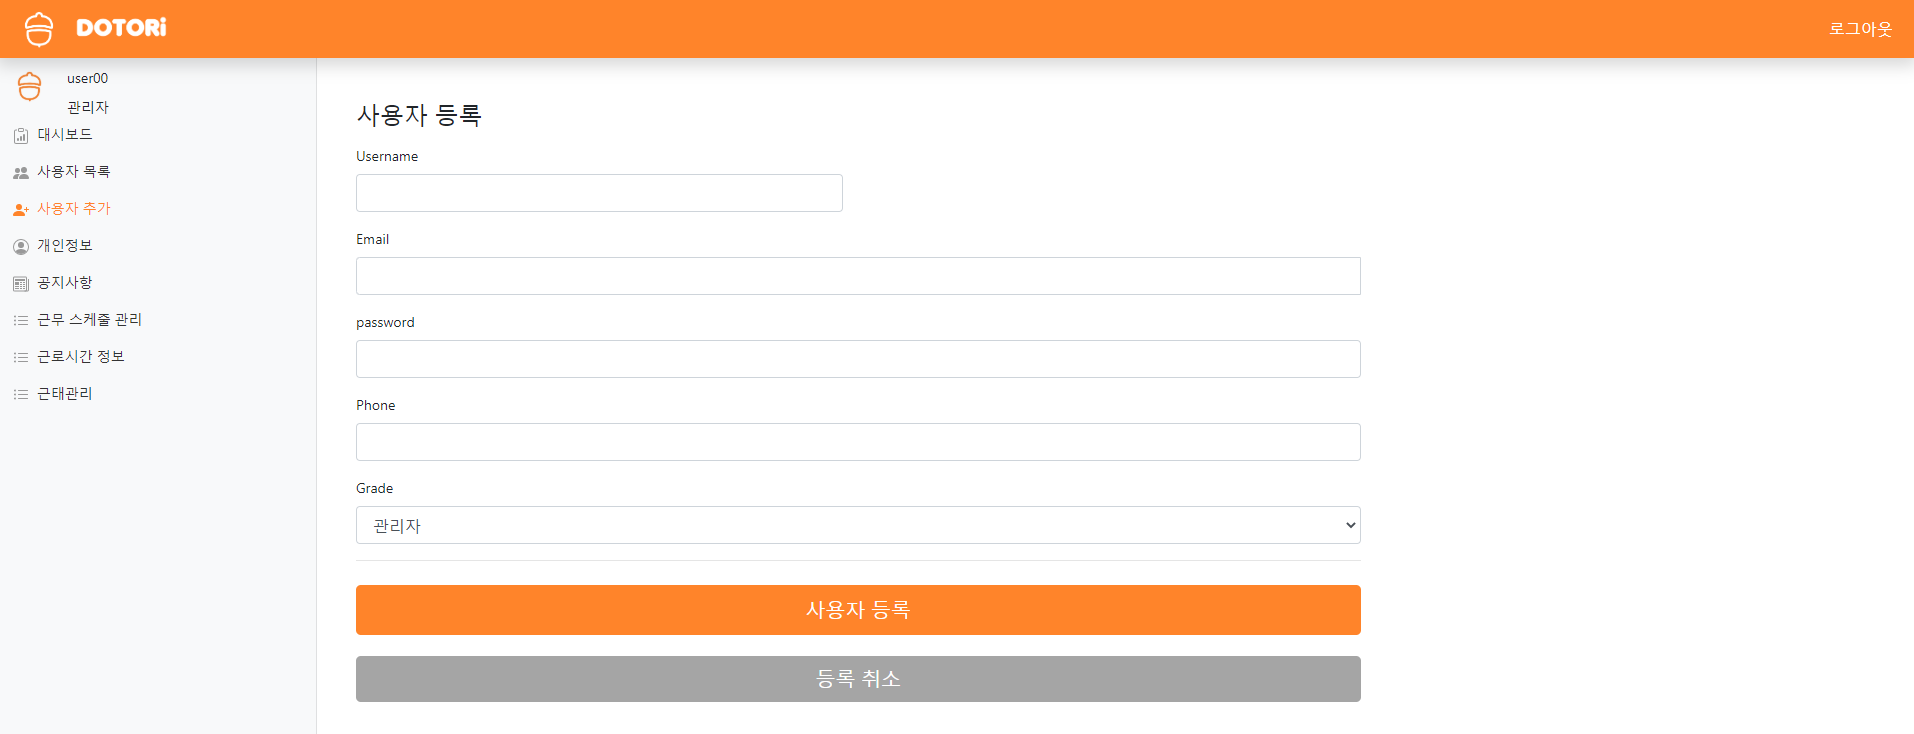 DOTORi
로그아웃
user00
관리자
대시보드
사용자 목록
사용자 추가
개인정보
공지사항
근무 스케줄 관리
근로시간 정보
근태관리
사용자 등록
Username
Email
password
Phone
Grade
관리자
사용자 등록
등록 취소